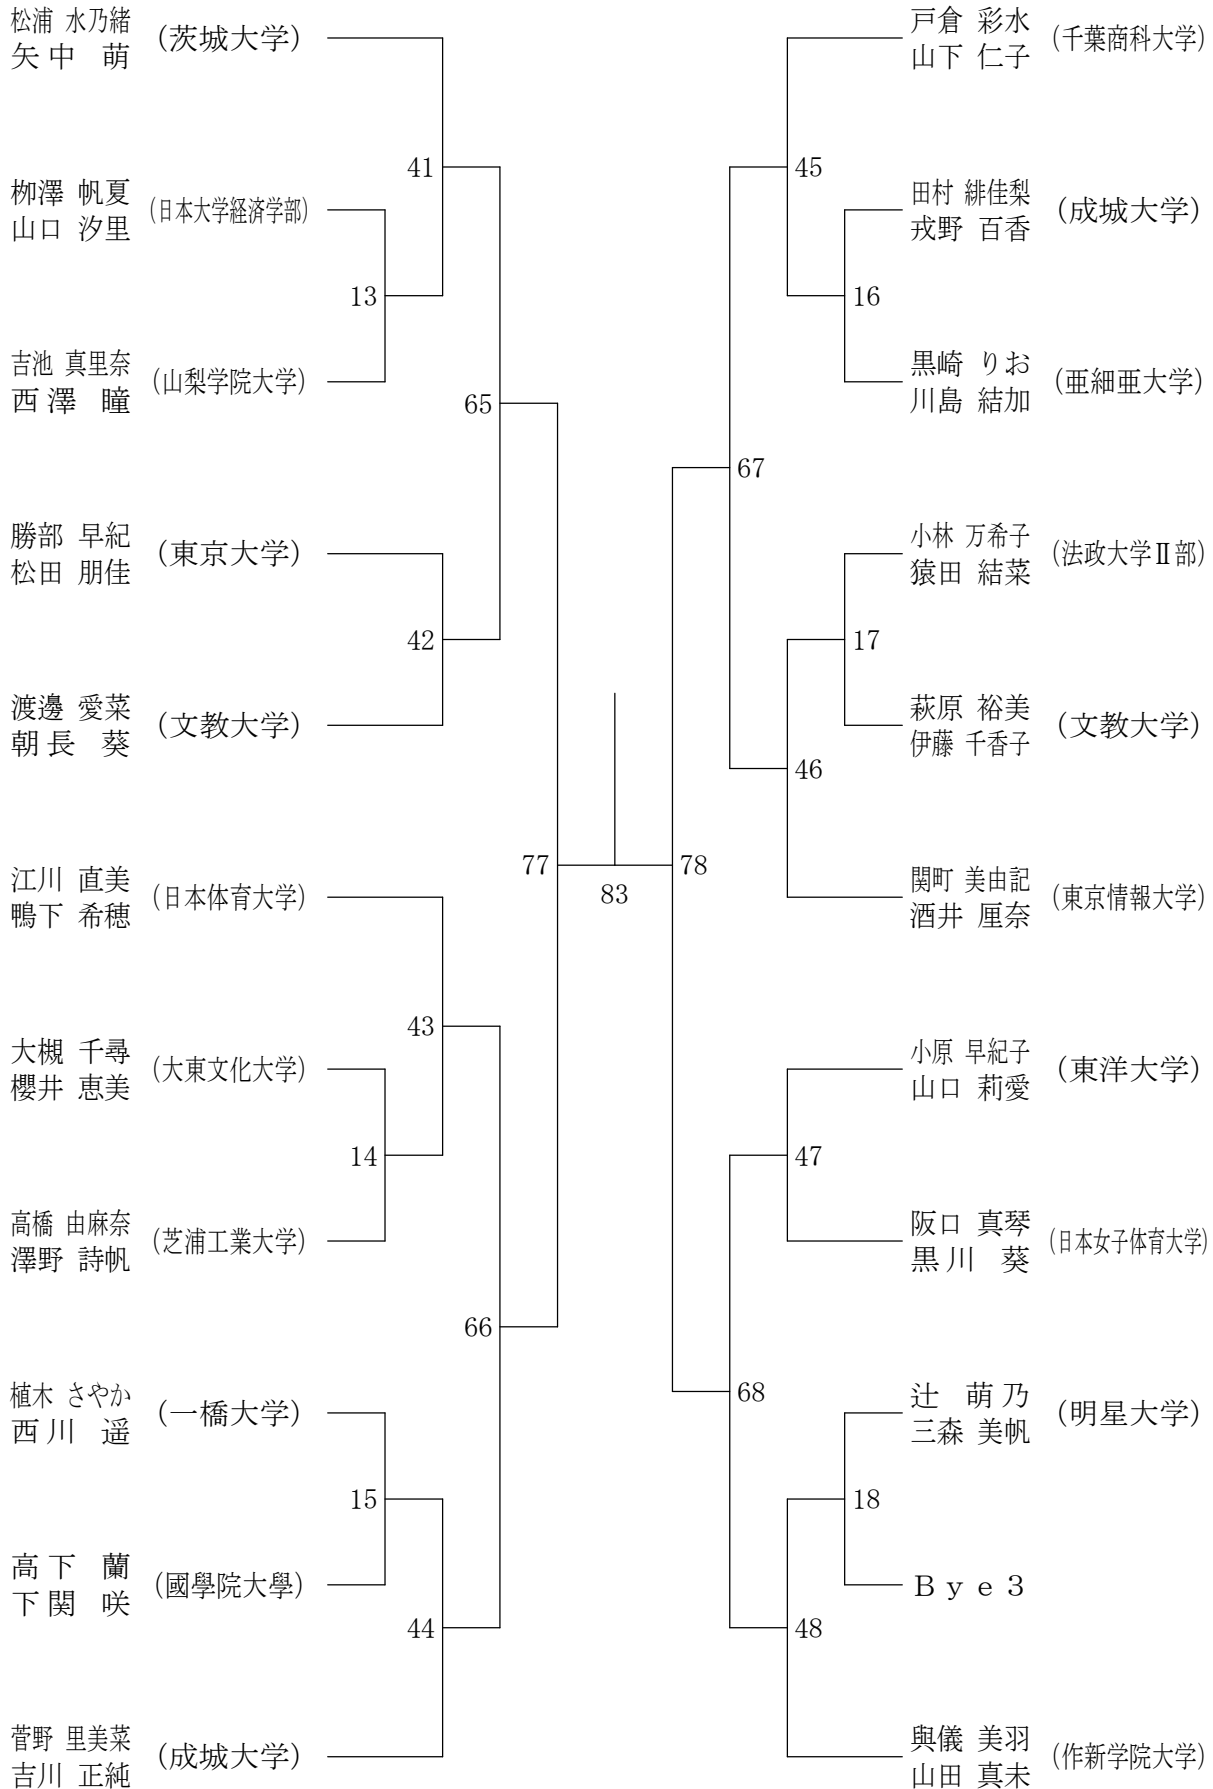 松浦 水乃緒
矢中 萌
(茨城大学)
41
栁澤 帆夏
山口 汐里
(日本大学経済学部)
13
吉池 真里奈
西澤 瞳
(山梨学院大学)
65
勝部 早紀
松田 朋佳
(東京大学)
42
渡邊 愛菜
朝長 葵
(文教大学)
77
江川 直美
鴨下 希穂
(日本体育大学)
43
大槻 千尋
櫻井 恵美
(大東文化大学)
14
高橋 由麻奈
澤野 詩帆
(芝浦工業大学)
66
植木 さやか
西川 遥
(一橋大学)
15
高下 蘭
下関 咲
(國學院大學)
44
菅野 里美菜
吉川 正純
(成城大学)
83
戸倉 彩水
山下 仁子
(千葉商科大学)
45
田村 緋佳梨
戎野 百香
(成城大学)
16
黒崎 りお
川島 結加
(亜細亜大学)
67
小林 万希子
猿田 結菜
(法政大学Ⅱ部)
17
萩原 裕美
伊藤 千香子
(文教大学)
46
78
関町 美由記
酒井 厘奈
(東京情報大学)
小原 早紀子
山口 莉愛
(東洋大学)
47
阪口 真琴
黒川 葵
(日本女子体育大学)
68
辻 萌乃
三森 美帆
(明星大学)
18
Bye3
48
與儀 美羽
山田 真未
(作新学院大学)